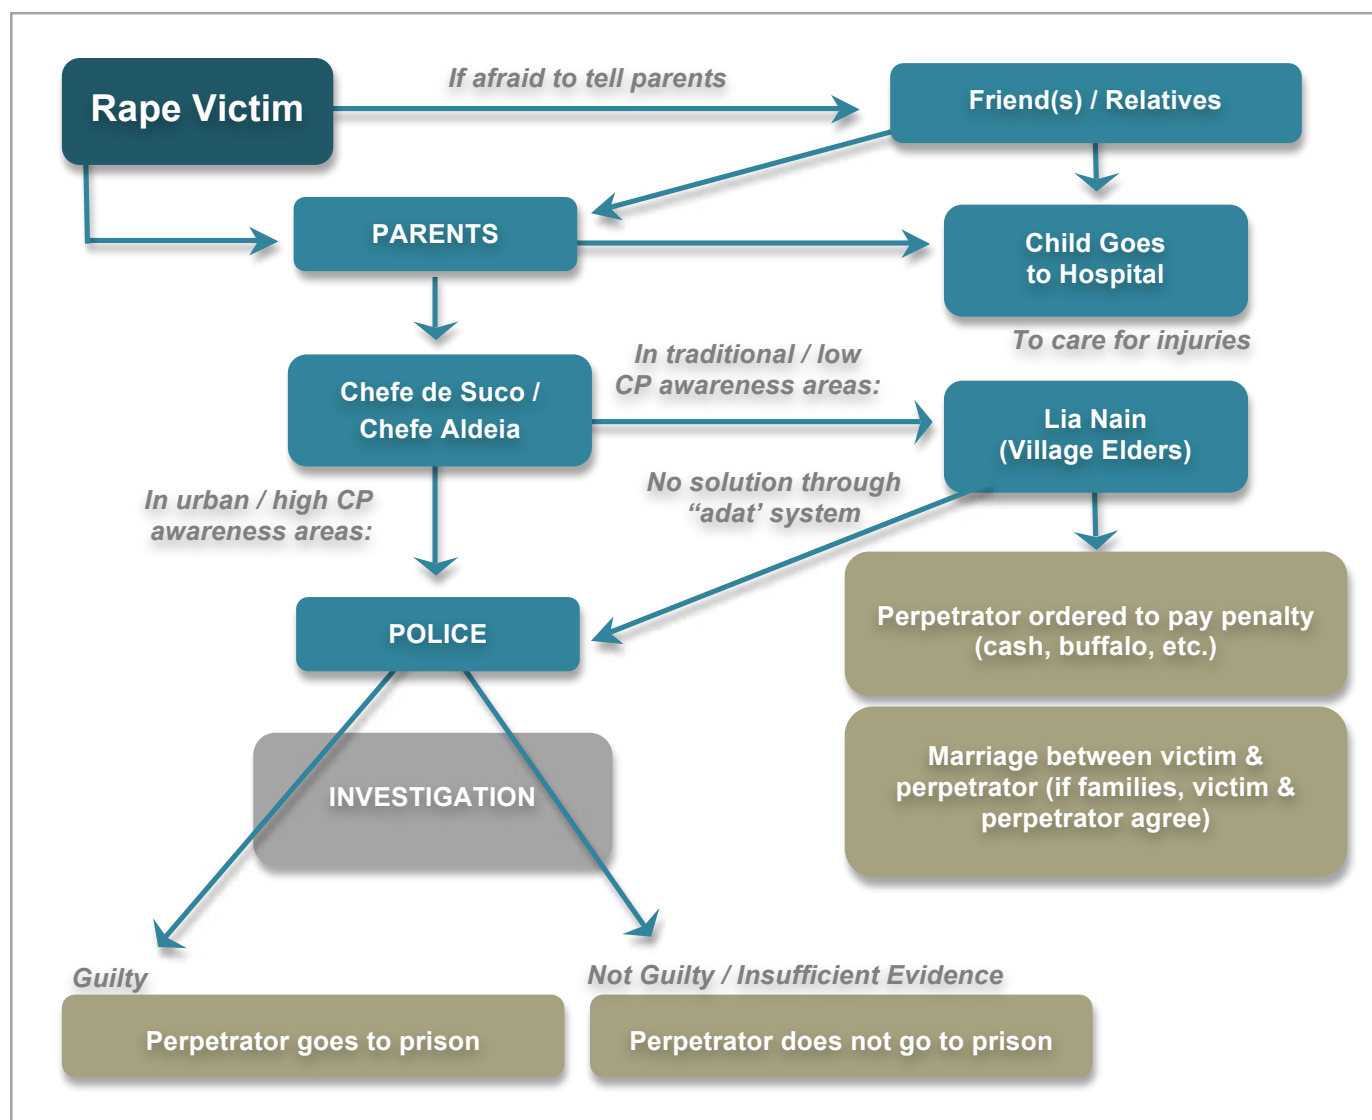 If afraid to tell parents
Rape Victim
Friend(s) / Relatives
PARENTS
Child Goes
to Hospital
To care for injuries
In traditional / low
CP awareness areas:
Chefe de Suco /
Chefe Aldeia
Lia Nain
(Village Elders)
In urban / high CP
awareness areas:
No solution through
“adat’ system
Perpetrator ordered to pay penalty
(cash, buffalo, etc.)
POLICE
Marriage between victim &
perpetrator (if families, victim &
perpetrator agree)
INVESTIGATION
Guilty
Not Guilty / Insufficient Evidence
Perpetrator goes to prison
Perpetrator does not go to prison